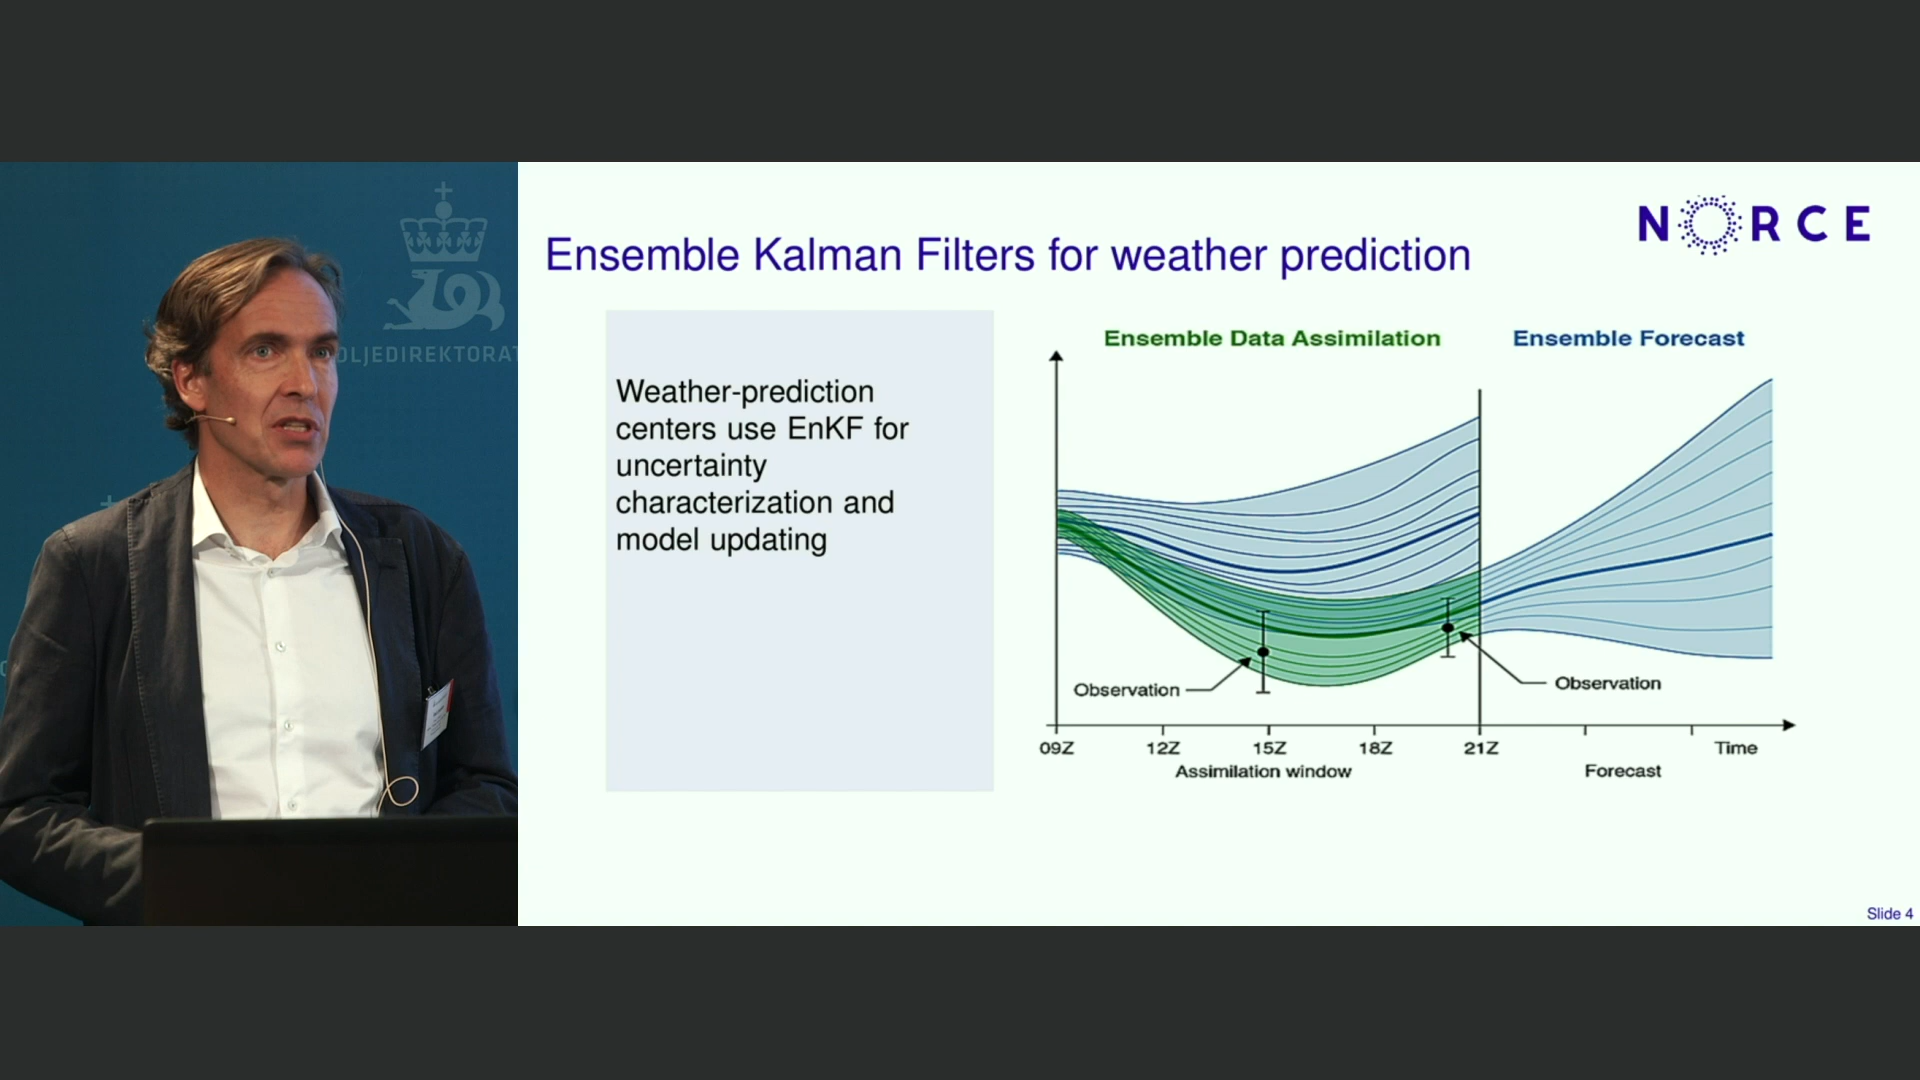 OLJEDIREKTORAT
NORCE
Ensemble Kalman Filters for weather prediction
Weather-prediction
centers use EnKF for
uncertainty
characterization and
model updating
Ensemble Data Assimilation
Ensemble Forecast
Observation
Observation
09Z
12Z
15Z
18Z
21Z
Time
Assimilation window
Forecast
Slide 4